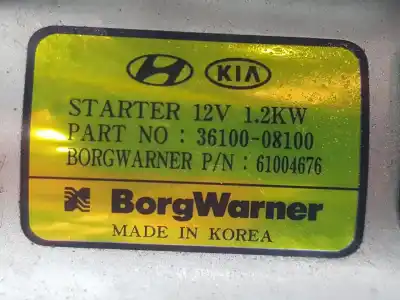 KIA
STARTER 12V 1.2KW
PART NO : 36100-08100
BORGWARNER P/N : 61004676
BorgWarner
MADE IN KOREA